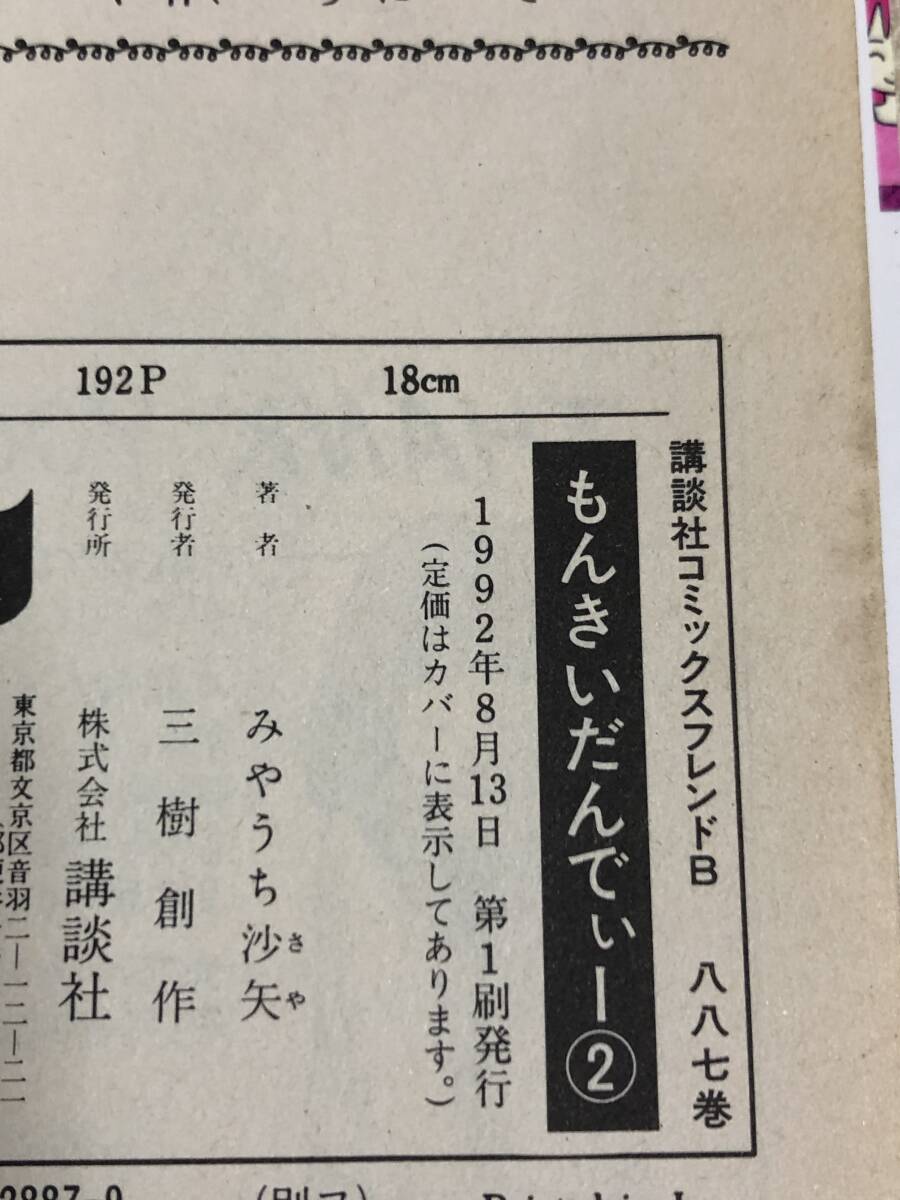 192P 18cm
講談社コミックスフレンドB 八八七巻
もんきいだんでぃー②
1992年8月13日 第1刷発行
(定価はカバーに表示してあります。)
著者 みやうち沙矢
さや
発行者 三樹創作
発行所 株式会社 講談社
東京都文京区音羽二―一二―二一
2887-0 (別フ)